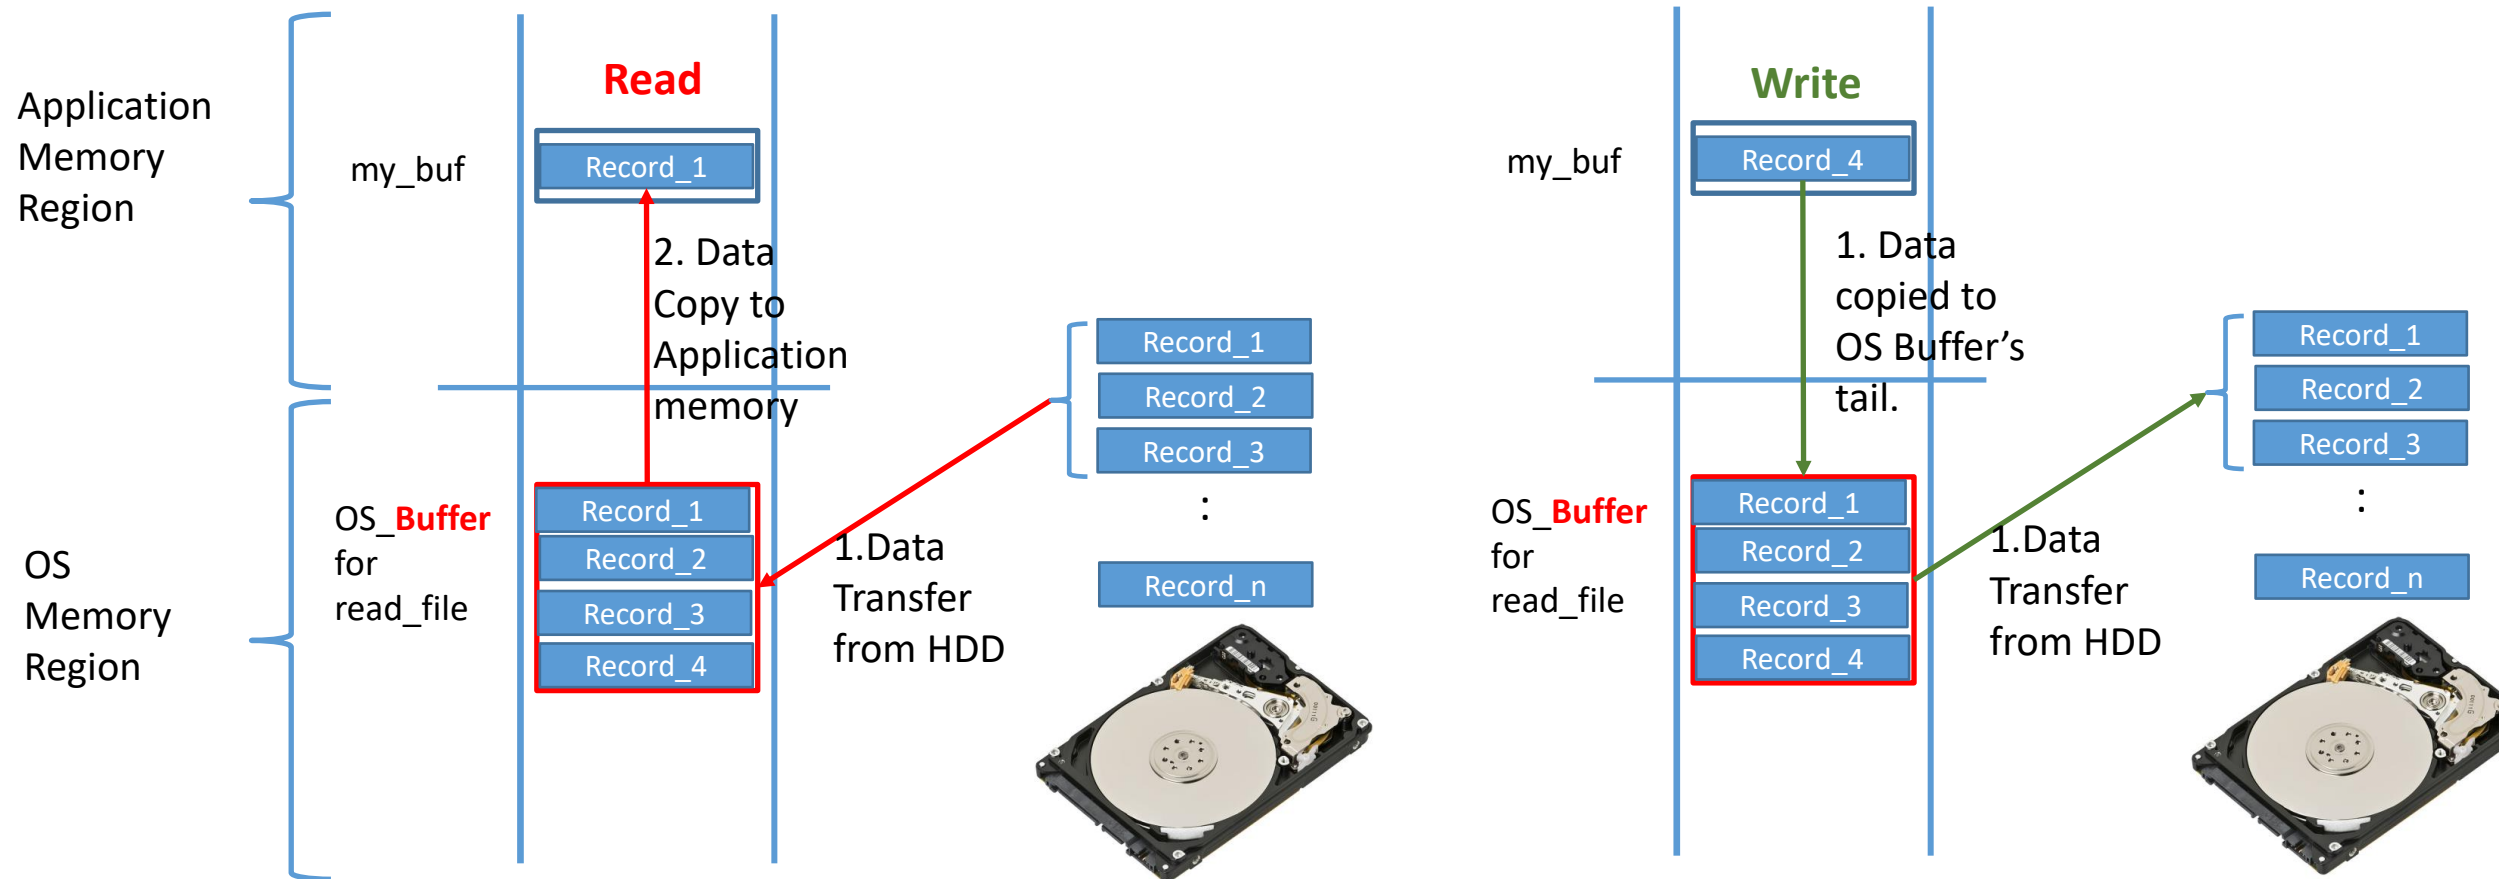 Application
Memory
Region
OS
Memory
Region
Read
my_buf
Record_1
2. Data
Copy to
Application
memory
OS_Buffer
for
read_file
Record_1
Record_2
Record_3
Record_4
1.Data
Transfer
from HDD
Record_1
Record_2
Record_3
:
Record_n
Write
my_buf
Record_4
1. Data
copied to
OS Buffer’s
tail.
OS_Buffer
for
read_file
Record_1
Record_2
Record_3
Record_4
1.Data
Transfer
from HDD
Record_1
Record_2
Record_3
:
Record_n